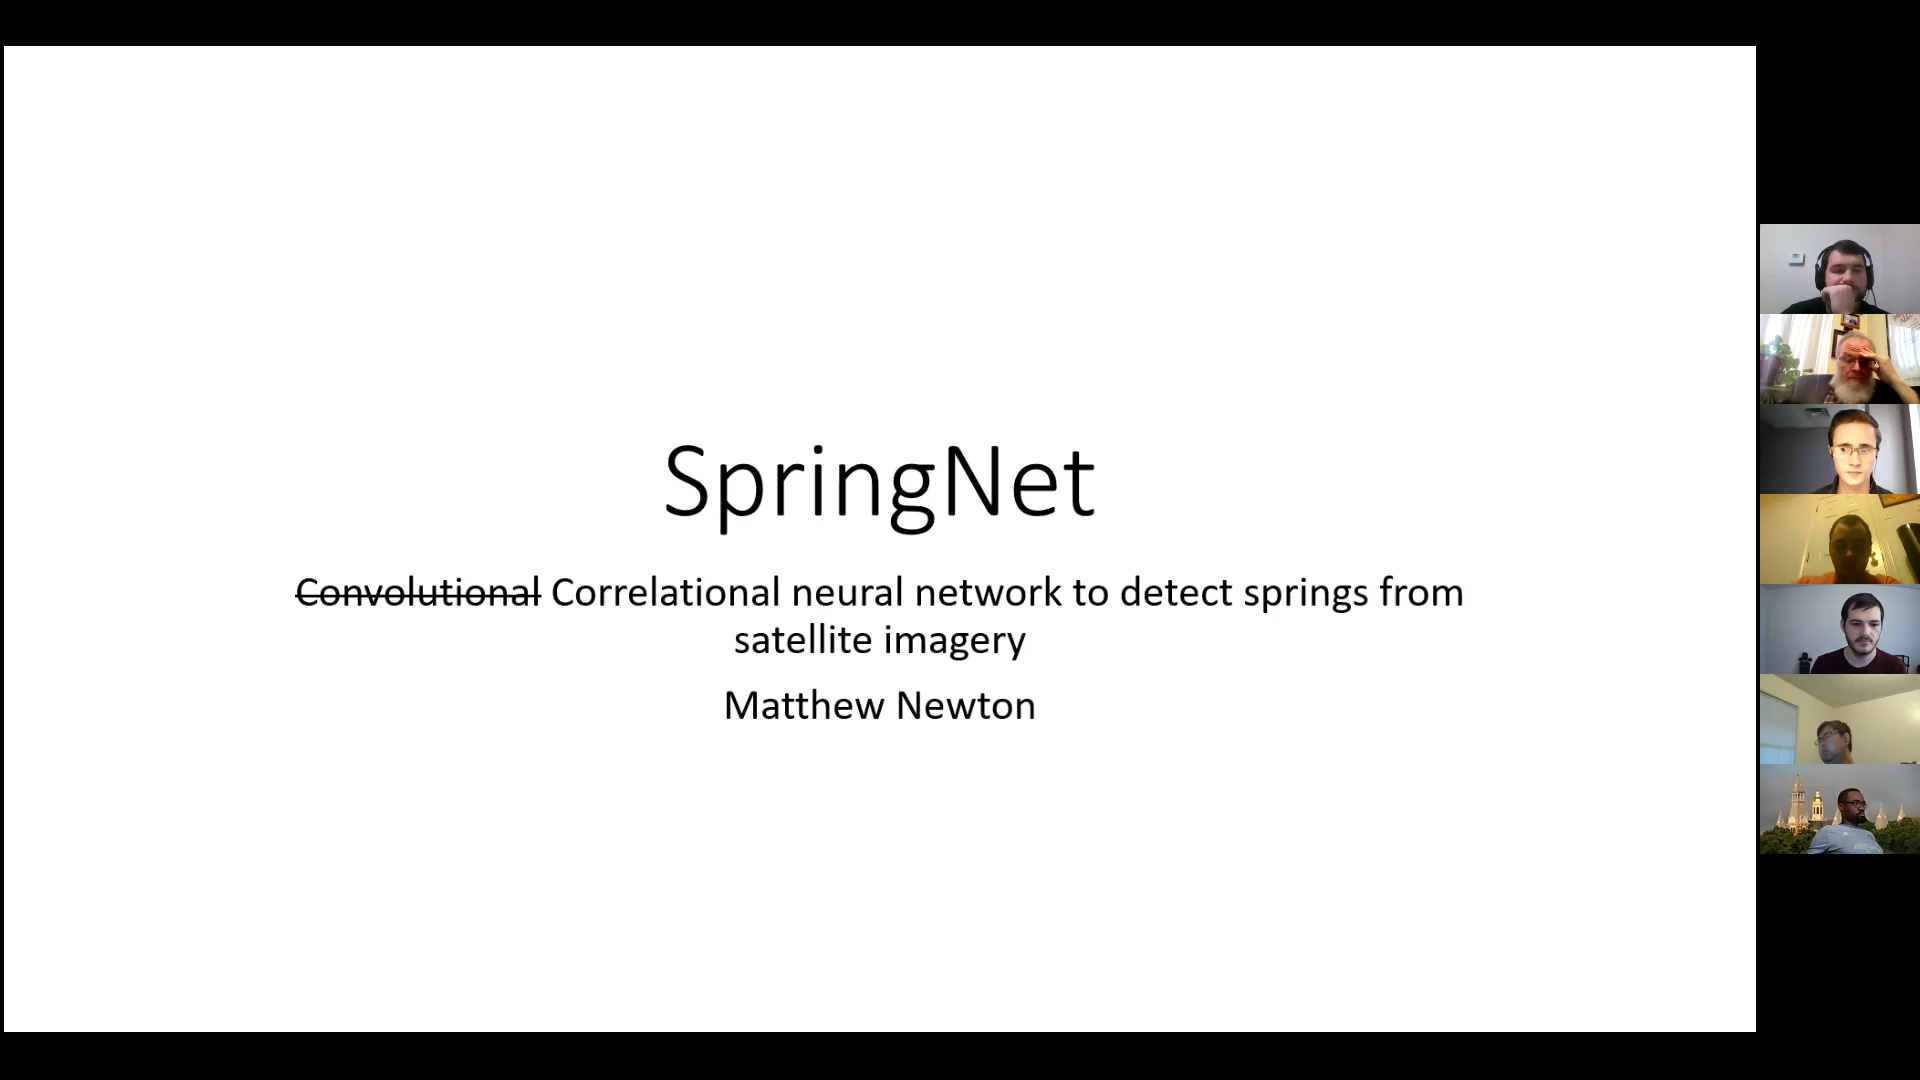 SpringNet
Convolutional Correlational neural network to detect springs from
satellite imagery
Matthew Newton